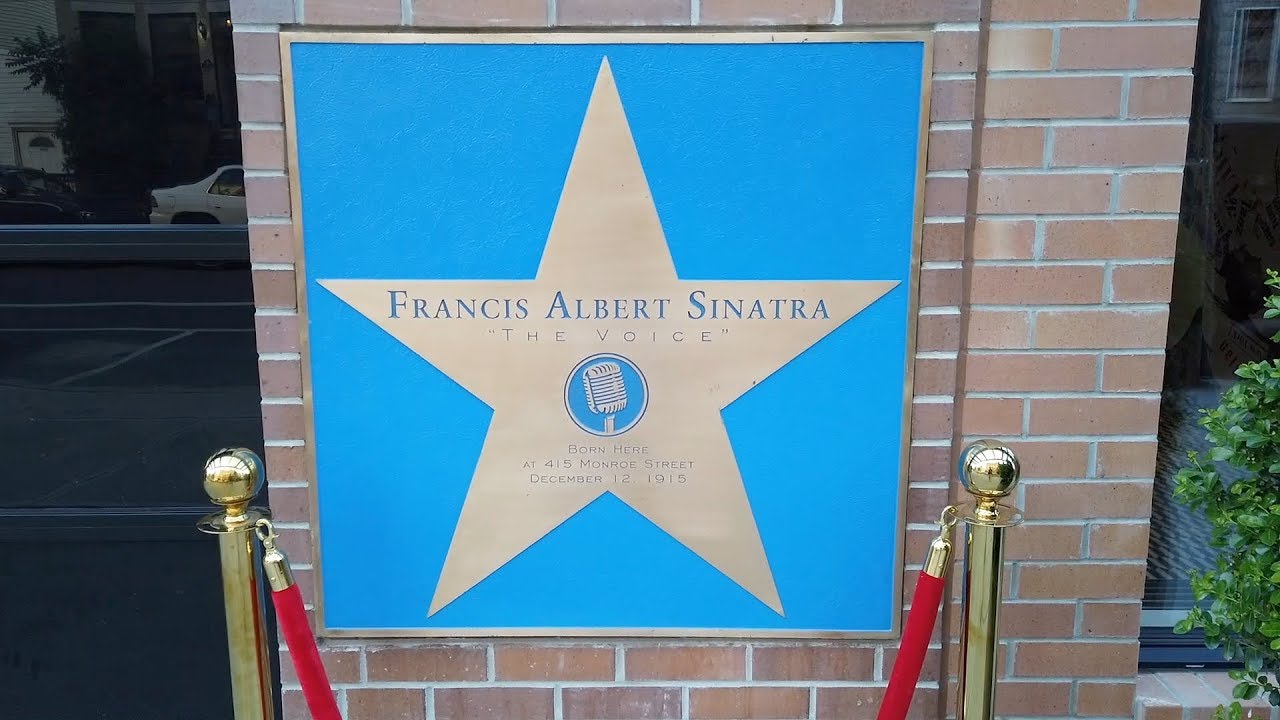 Francis Albert Sinatra
"The Voice"
Born Here
at 415 Monroe Street
December 12, 1915